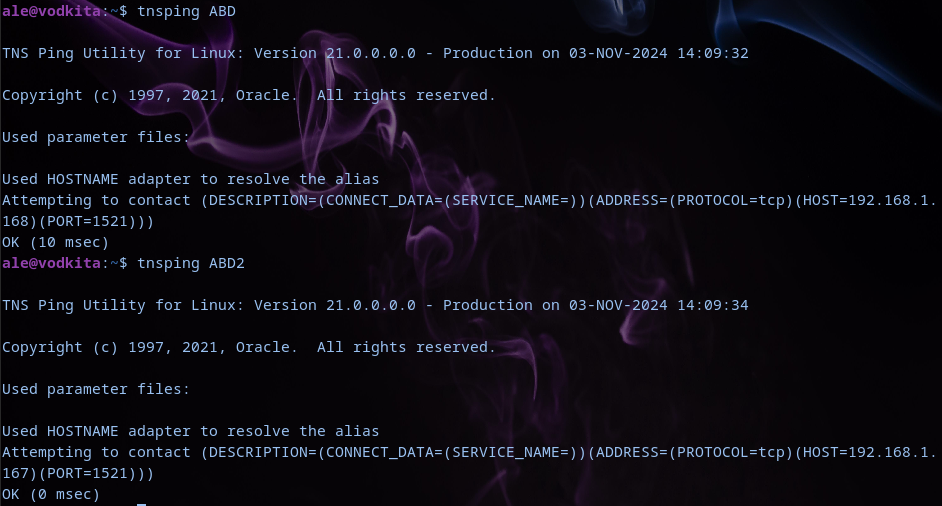 ale@vodkita:~$ tnsping ABD
TNS Ping Utility for Linux: Version 21.0.0.0.0 - Production on 03-NOV-2024 14:09:32
Copyright (c) 1997, 2021, Oracle.  All rights reserved.
Used parameter files:
Used HOSTNAME adapter to resolve the alias
Attempting to contact (DESCRIPTION=(CONNECT_DATA=(SERVICE_NAME=))(ADDRESS=(PROTOCOL=tcp)(HOST=192.168.1.
168)(PORT=1521)))
OK (10 msec)
ale@vodkita:~$ tnsping ABD2
TNS Ping Utility for Linux: Version 21.0.0.0.0 - Production on 03-NOV-2024 14:09:34
Copyright (c) 1997, 2021, Oracle.  All rights reserved.
Used parameter files:
Used HOSTNAME adapter to resolve the alias
Attempting to contact (DESCRIPTION=(CONNECT_DATA=(SERVICE_NAME=))(ADDRESS=(PROTOCOL=tcp)(HOST=192.168.1.
167)(PORT=1521)))
OK (0 msec)